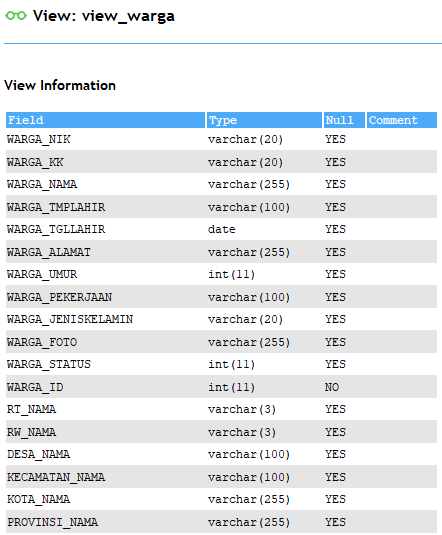 View: view_warga
View Information
Field Type Null Comment
WARGA_NIK varchar(20) YES
WARGA_KK varchar(20) YES
WARGA_NAMA varchar(255) YES
WARGA_TMPLAHIR varchar(100) YES
WARGA_TGLLAHIR date YES
WARGA_ALAMAT varchar(255) YES
WARGA_UMUR int(11) YES
WARGA_PEKERJAAN varchar(100) YES
WARGA_JENISKELAMIN varchar(20) YES
WARGA_FOTO varchar(255) YES
WARGA_STATUS int(11) YES
WARGA_ID int(11) NO
RT_NAMA varchar(3) YES
RW_NAMA varchar(3) YES
DESA_NAMA varchar(100) YES
KECAMATAN_NAMA varchar(100) YES
KOTA_NAMA varchar(255) YES
PROVINSI_NAMA varchar(255) YES